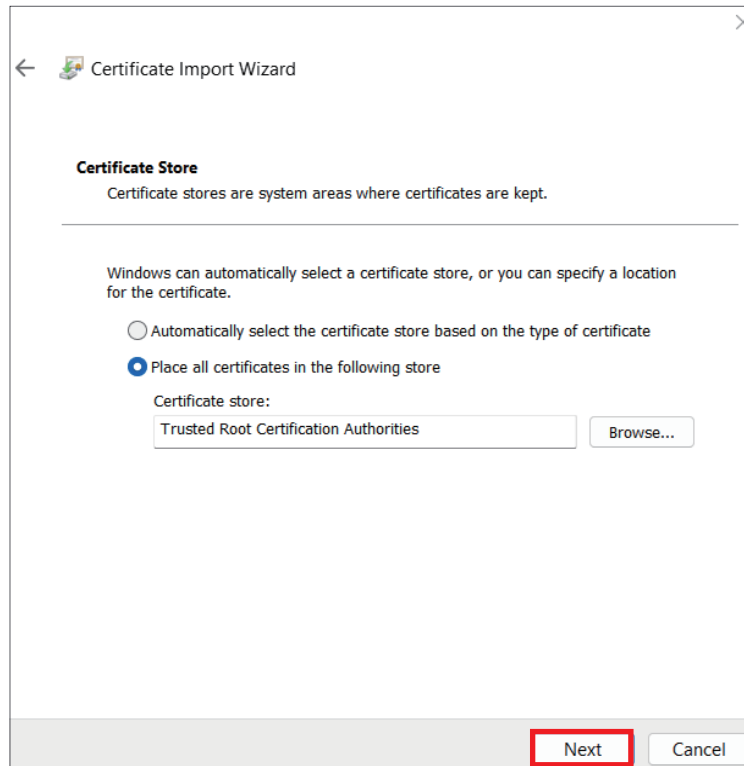 Certificate Import Wizard
Certificate Store
Certificate stores are system areas where certificates are kept.
Windows can automatically select a certificate store, or you can specify a location
for the certificate.
Automatically select the certificate store based on the type of certificate
Place all certificates in the following store
Certificate store:
Trusted Root Certification Authorities
Browse...
Next
Cancel